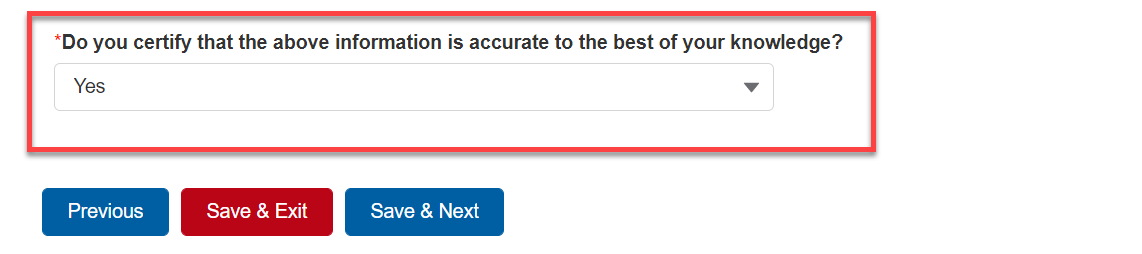 *Do you certify that the above information is accurate to the best of your knowledge?
Yes
Previous Save & Exit Save & Next